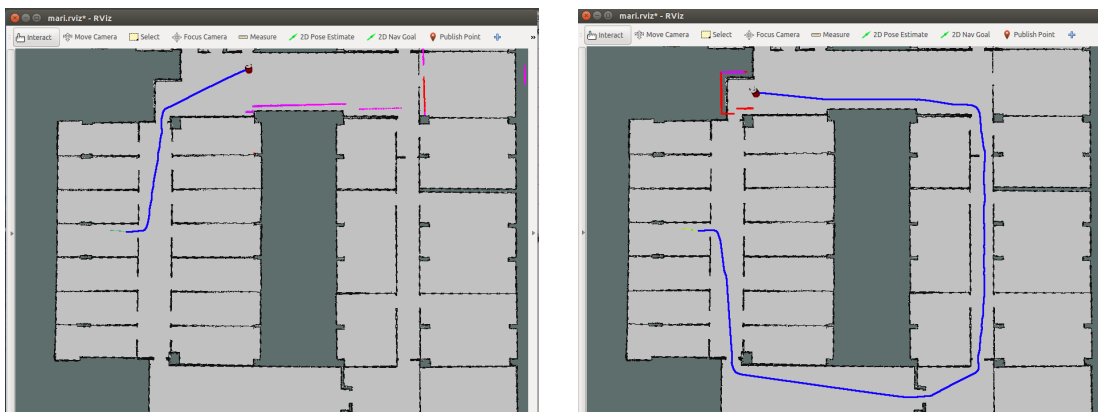 mari.rviz* - RViz
Interact Move Camera Select Focus Camera Measure 2D Pose Estimate 2D Nav Goal Publish Point »
mari.rviz* - RViz
Interact Move Camera Select Focus Camera Measure 2D Pose Estimate 2D Nav Goal Publish Point